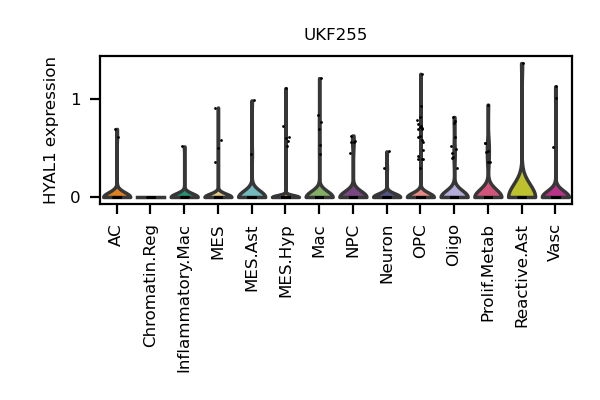 UKF255
HYAL1 expression
1
0
AC
Chromatin.Reg
Inflammatory.Mac
MES
MES.Ast
MES.Hyp
Mac
NPC
Neuron
OPC
Oligo
Prolif.Metab
Reactive.Ast
Vasc